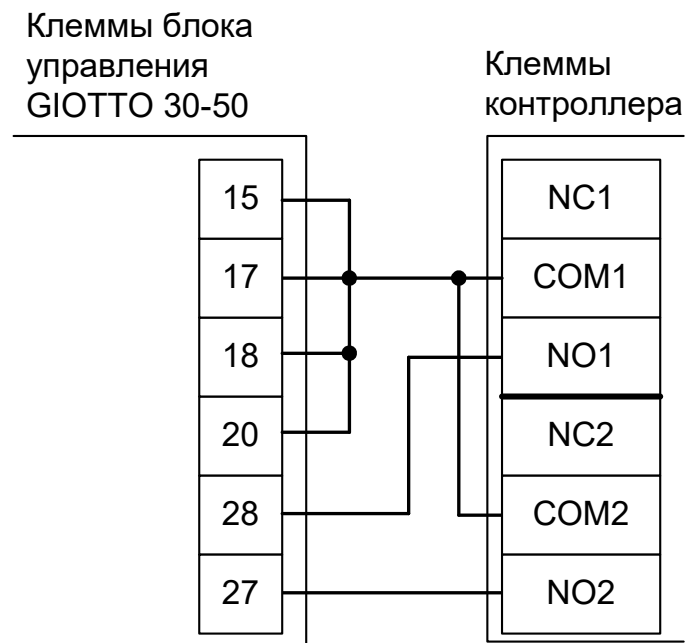 Клеммы блока
управления
GIOTTO 30-50
Клеммы
контроллера
15
17
18
20
28
27
NC1
COM1
NO1
NC2
COM2
NO2